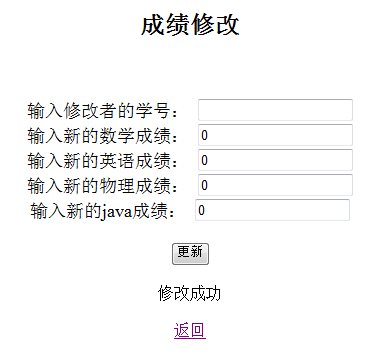 成绩修改
输入修改者的学号：
输入新的数学成绩： 0
输入新的英语成绩： 0
输入新的物理成绩： 0
输入新的java成绩： 0
更新
修改成功
返回